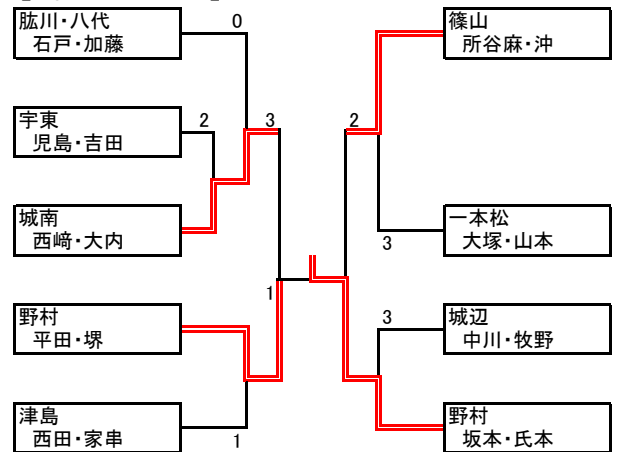 肱川・八代
石戸・加藤
0
宇東
児島・吉田
2
3
城南
西﨑・大内
野村
平田・堺
1
津島
西田・家串
1
篠山
所谷麻・沖
2
一本松
大塚・山本
3
城辺
中川・牧野
3
野村
坂本・氏本